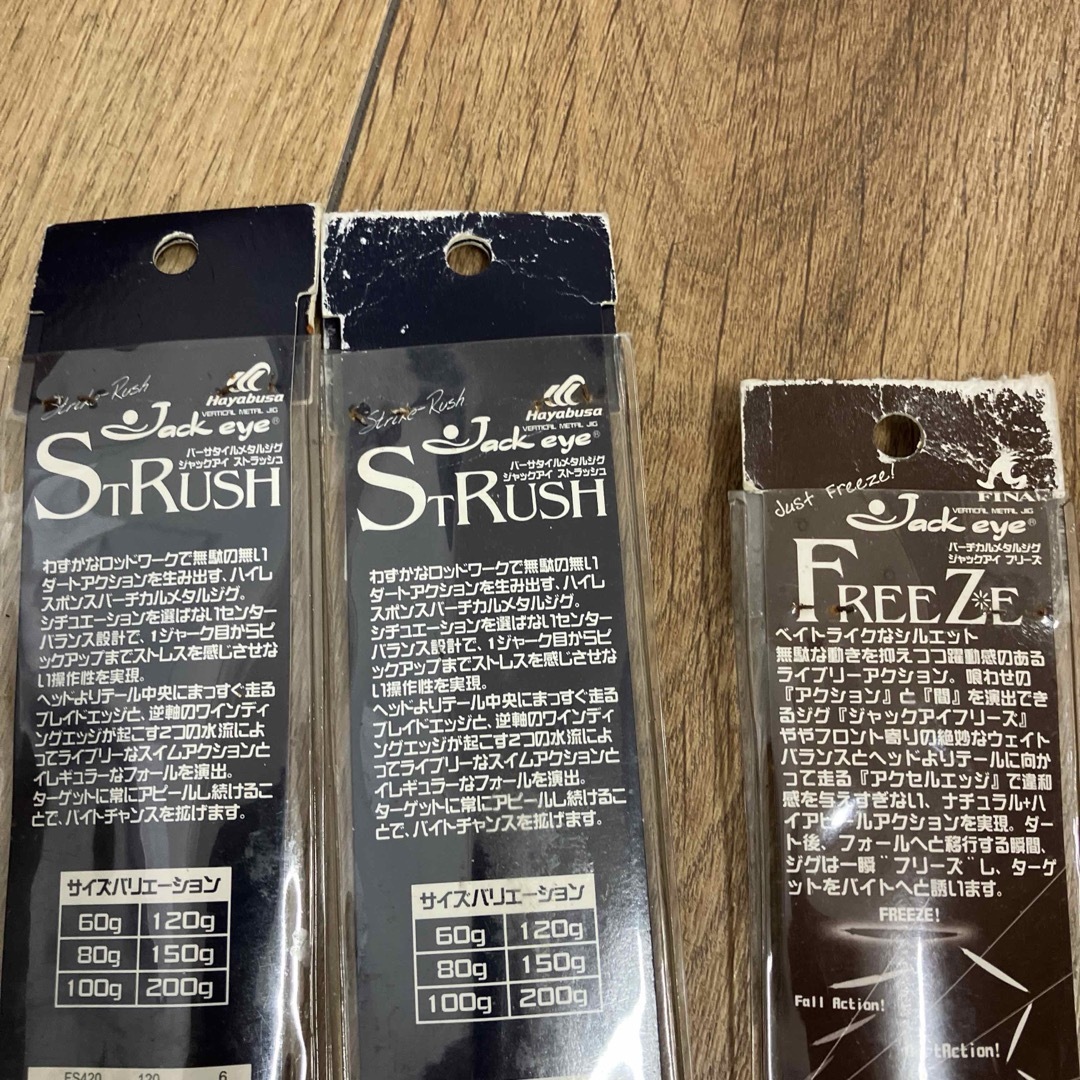 Strike-Rush
Hayabusa
VERTICAL METAL JIG
Jack eye®
バーサタイルメタルジグ
ジャックアイ ストラッシュ
STRUSH
わずかなロッドワークで無駄の無い
ダートアクションを生み出す、ハイレ
スポンスバーチカルメタルジグ。
シチュエーションを選ばないセンター
バランス設計で、1ジャーク目からピ
ックアップまでストレスを感じさせな
い操作性を実現。
ヘッドよりテール中央にまっすぐ走る
ブレイドエッジと、逆軸のワインディ
ングエッジが起こす2つの水流によ
ってライブリーなスイムアクションと
イレギュラーなフォールを演出。
ターゲットに常にアピールし続けるこ
とで、バイトチャンスを拡げます。
サイズバリエーション
60g 120g
80g 150g
100g 200g
FS420 120 6
Strike-Rush
Hayabusa
VERTICAL METAL JIG
Jack eye®
バーサタイルメタルジグ
ジャックアイ ストラッシュ
STRUSH
わずかなロッドワークで無駄の無い
ダートアクションを生み出す、ハイレ
スポンスバーチカルメタルジグ。
シチュエーションを選ばないセンター
バランス設計で、1ジャーク目からピ
ックアップまでストレスを感じさせな
い操作性を実現。
ヘッドよりテール中央にまっすぐ走る
ブレイドエッジと、逆軸のワインディ
ングエッジが起こす2つの水流によ
ってライブリーなスイムアクションと
イレギュラーなフォールを演出。
ターゲットに常にアピールし続けるこ
とで、バイトチャンスを拡げます。
サイズバリエーション
60g 120g
80g 150g
100g 200g
Just Freeze!
FINA
VERTICAL METAL JIG
Jack eye®
バーチカルメタルジグ
ジャックアイ フリーズ
FREEZE
ベイトライクなシルエット
無駄な動きを抑えつつ躍動感のある
ライブリーアクション。喰わせの
『アクション』と『間』を演出でき
るジグ『ジャックアイフリーズ』
ややフロント寄りの絶妙なウェイト
バランスとヘッドよりテールに向か
って走る『アクセルエッジ』で違和
感を与えすぎない、ナチュラル+ハ
イアピールアクションを実現。ダー
ト後、フォールへと移行する瞬間、
ジグは一瞬"フリーズ"し、ターゲ
ットをバイトへと誘います。
FREEZE!
Fall Action!
rtAction!